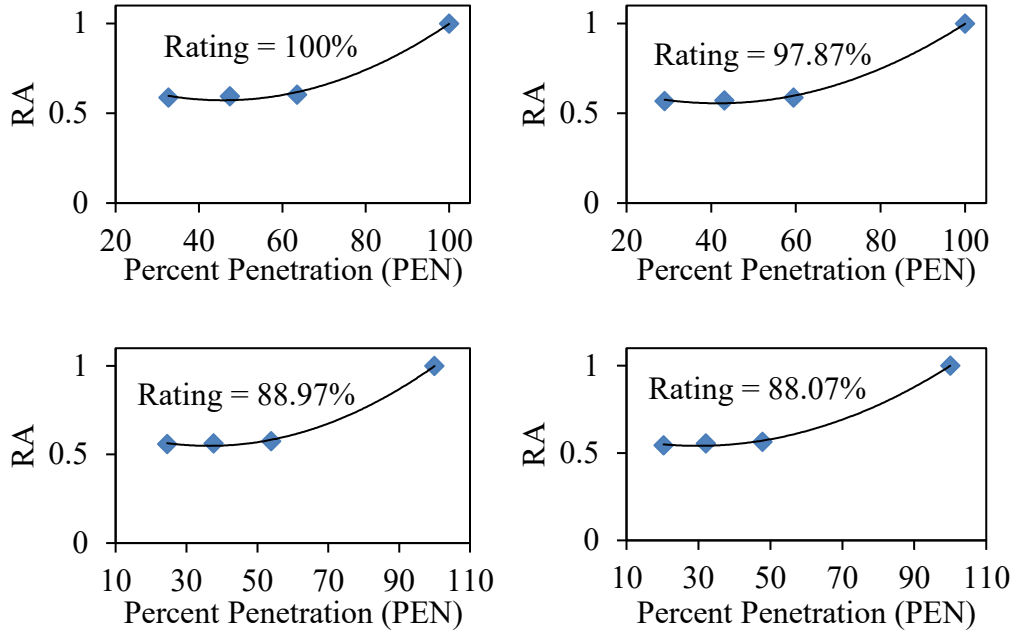 1
Rating = 100%
RA
0.5
0
20 40 60 80 100
Percent Penetration (PEN)
1
Rating = 97.87%
RA
0.5
0
20 40 60 80 100
Percent Penetration (PEN)
1
Rating = 88.97%
RA
0.5
0
10 30 50 70 90 110
Percent Penetration (PEN)
1
Rating = 88.07%
RA
0.5
0
10 30 50 70 90 110
Percent Penetration (PEN)